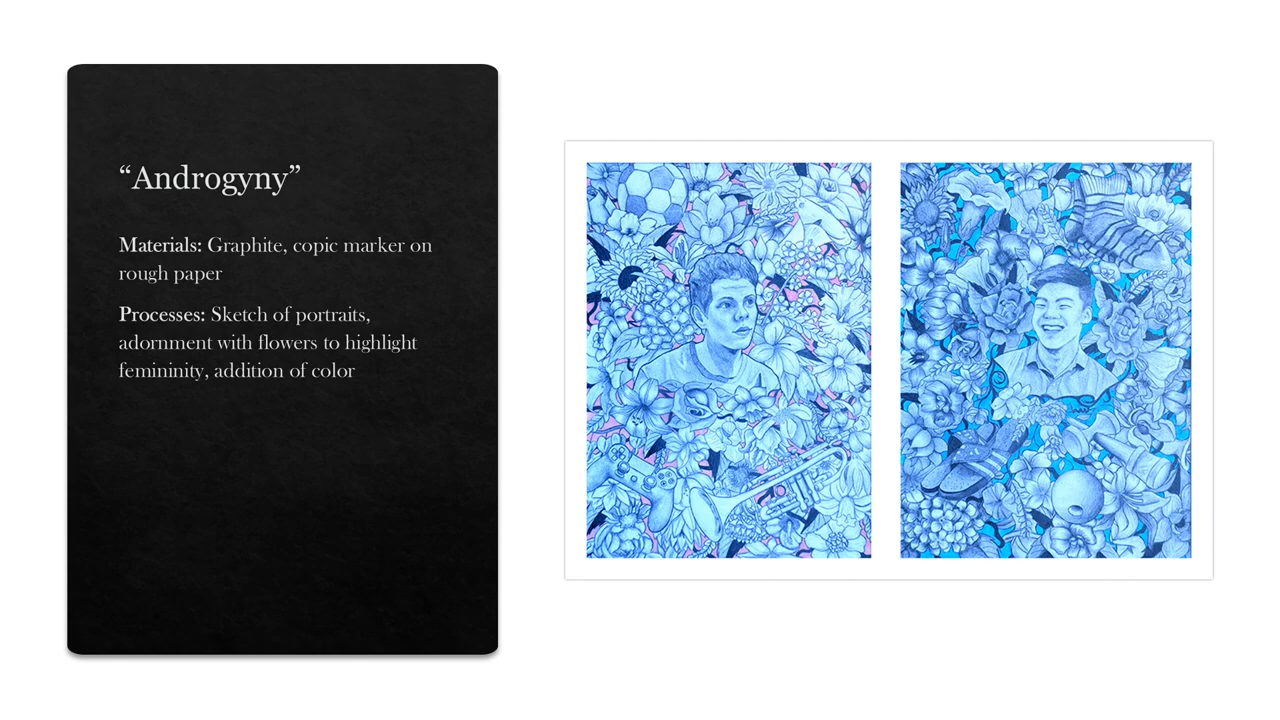 “Androgyny”
Materials: Graphite, copic marker on
rough paper
Processes: Sketch of portraits,
adornment with flowers to highlight
femininity, addition of color